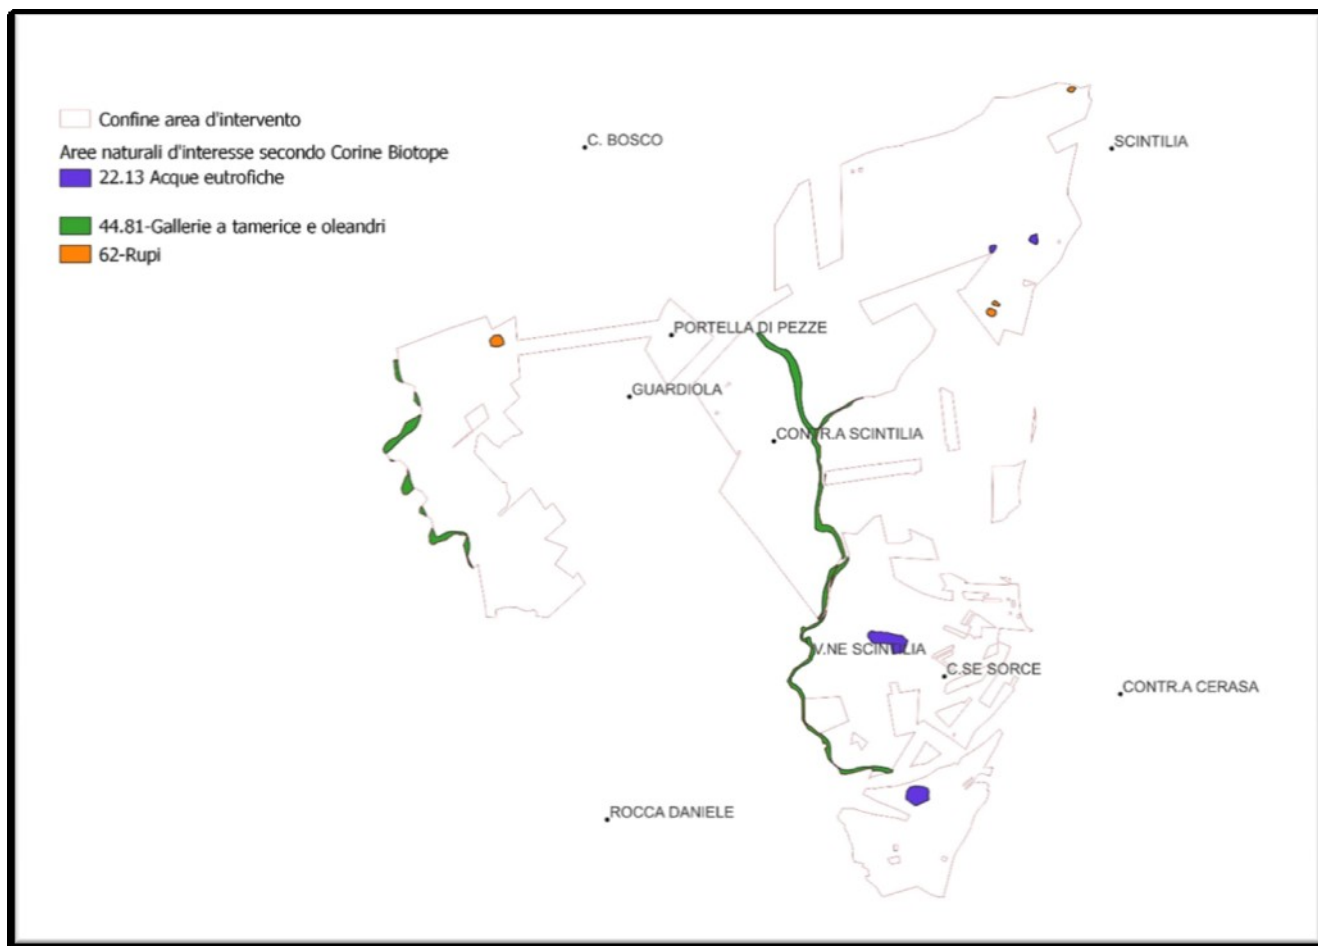 Confine area d'intervento
Aree naturali d'interesse secondo Corine Biotope
22.13 Acque eutrofiche
44.81-Gallerie a tamerice e oleandri
62-Rupi
C. BOSCO
SCINTILIA
PORTELLA DI PEZZE
GUARDIOLA
CONTR.A SCINTILIA
V.NE SCINTILIA
C.SE SORCE
CONTR.A CERASA
ROCCA DANIELE